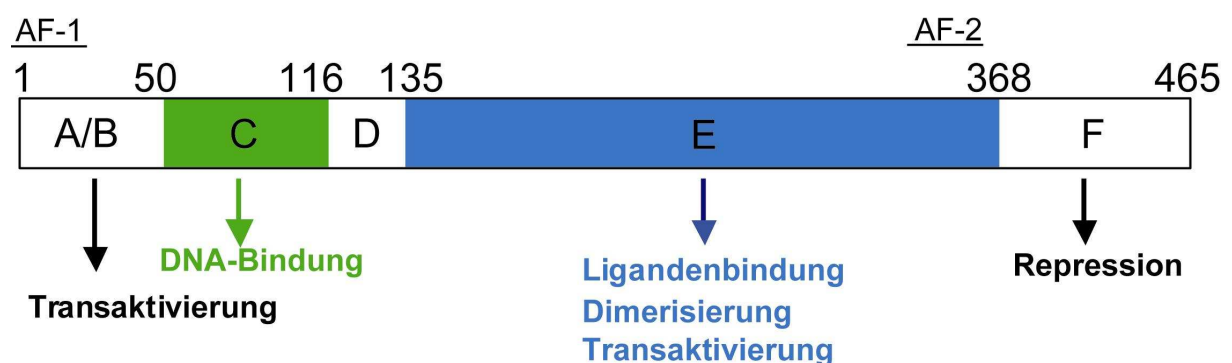 AF-1 AF-2
1 50 116 135 368 465
A/B C D E F
DNA-Bindung Ligandenbindung Repression
Transaktivierung Dimerisierung
Transaktivierung